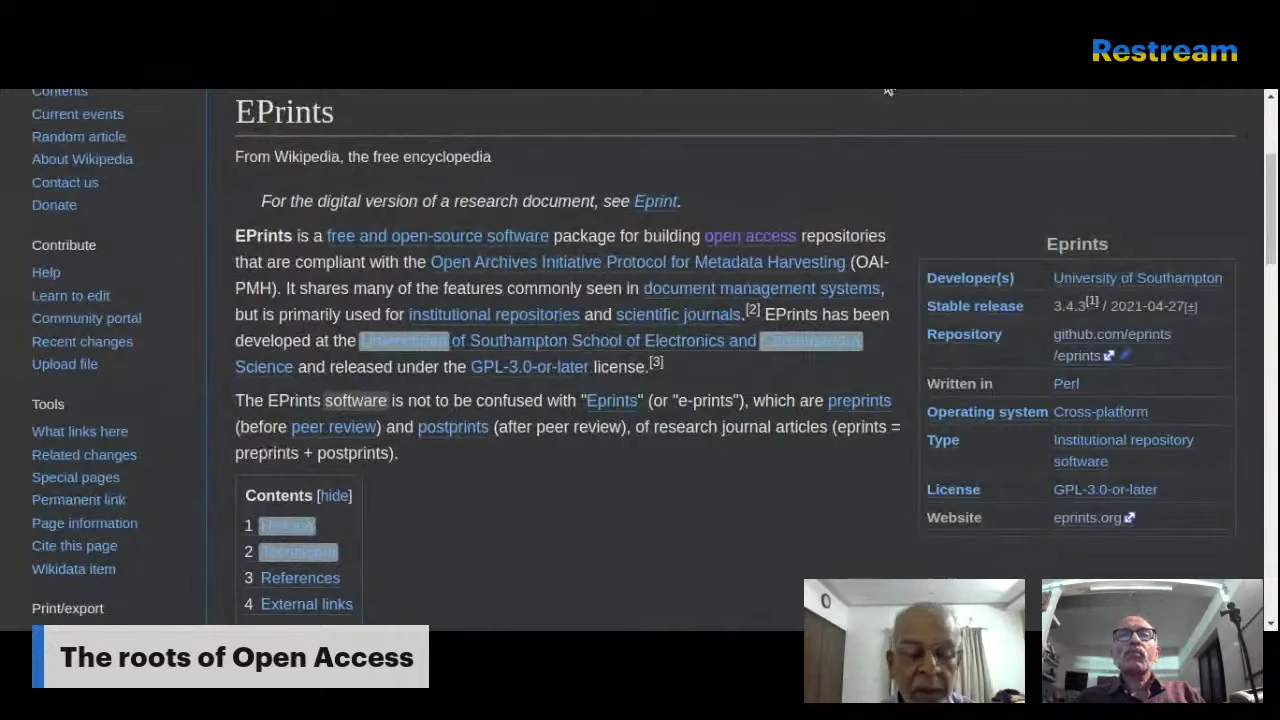 Restream
Contents
Current events
Random article
About Wikipedia
Contact us
Donate
Contribute
Help
Learn to edit
Community portal
Recent changes
Upload file
Tools
What links here
Related changes
Special pages
Permanent link
Page information
Cite this page
Wikidata item
Print/export
EPrints
From Wikipedia, the free encyclopedia
For the digital version of a research document, see Eprint.
EPrints is a free and open-source software package for building open access repositories
that are compliant with the Open Archives Initiative Protocol for Metadata Harvesting (OAI-
PMH). It shares many of the features commonly seen in document management systems,
but is primarily used for institutional repositories and scientific journals.[2] EPrints has been
developed at the of Southampton School of Electronics and
Science and released under the GPL-3.0-or-later license.[3]
The EPrints software is not to be confused with "Eprints" (or "e-prints"), which are preprints
(before peer review) and postprints (after peer review), of research journal articles (eprints =
preprints + postprints).
Contents [hide]
1
2
3 References
4 External links
Eprints
Developer(s) University of Southampton
Stable release 3.4.3[1] / 2021-04-27[±]
Repository github.com/eprints
/eprints
Written in Perl
Operating system Cross-platform
Type Institutional repository
software
License GPL-3.0-or-later
Website eprints.org
The roots of Open Access